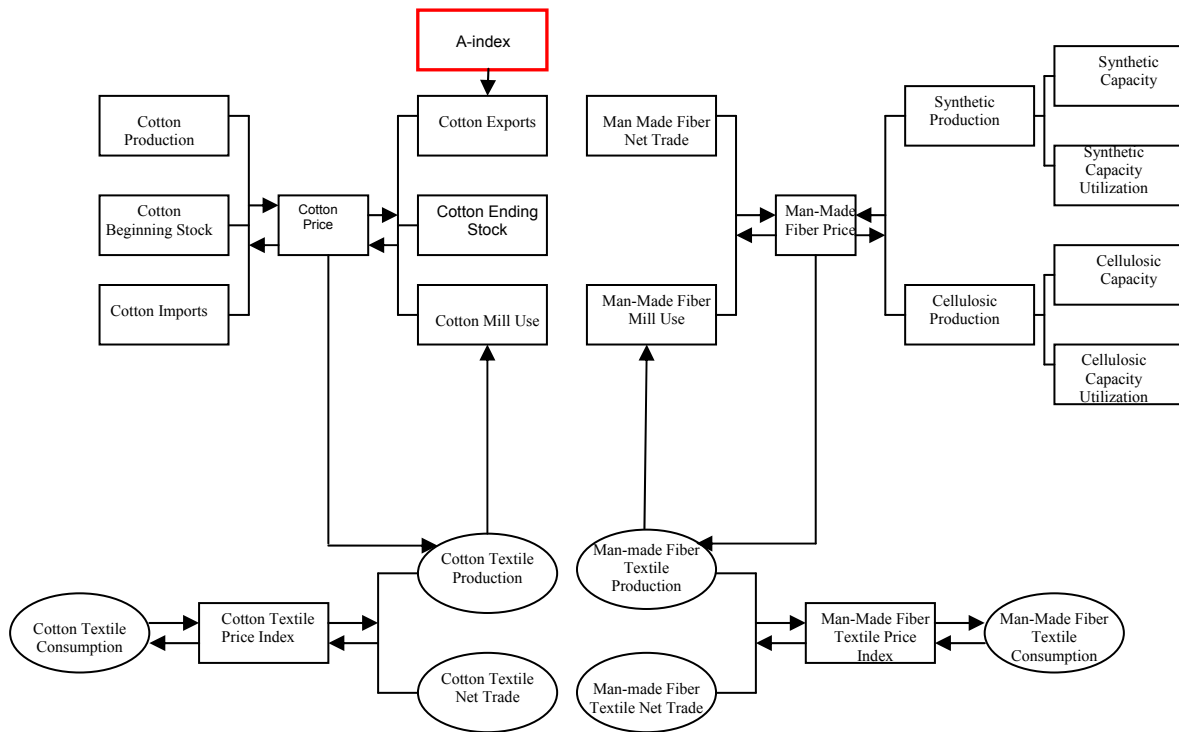 A-index
Cotton
Production
Cotton Exports
Man Made Fiber
Net Trade
Synthetic
Production
Synthetic
Capacity
Synthetic
Capacity
Utilization
Cotton
Beginning Stock
Cotton
Price
Cotton Ending
Stock
Man-Made
Fiber Price
Cotton Imports
Cotton Mill Use
Man-Made Fiber
Mill Use
Cellulosic
Production
Cellulosic
Capacity
Cellulosic
Capacity
Utilization
Cotton Textile
Production
Man-made Fiber
Textile
Production
Cotton Textile
Consumption
Cotton Textile
Price Index
Man-Made Fiber
Textile Price
Index
Man-Made Fiber
Textile
Consumption
Cotton Textile
Net Trade
Man-made Fiber
Textile Net Trade